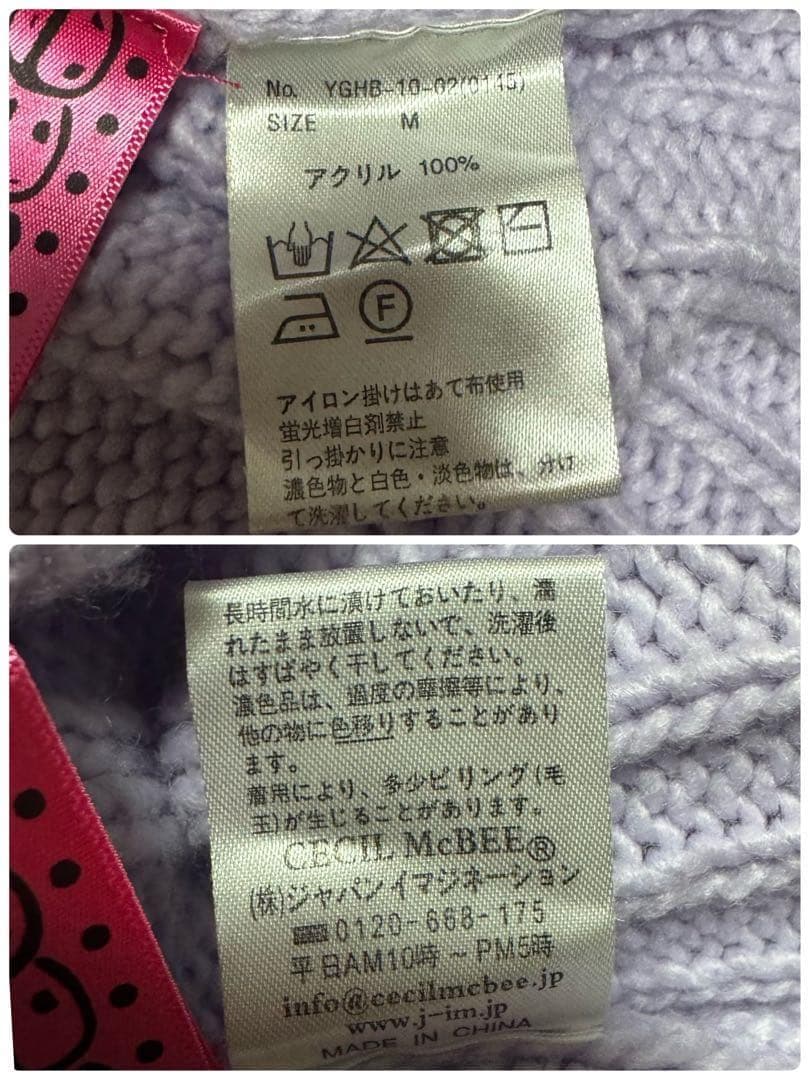 No. YGHB-10-02(0145)
SIZE M
アクリル 100%
F
アイロン掛けはあて布使用
蛍光増白剤禁止
引っ掛かりに注意
濃色物と白色・淡色物は、分け
て洗濯してください。
長時間水に漬けておいたり、濡
れたまま放置しないで、洗濯後
はすばやく干してください。
濃色品は、過度の摩擦等により、
他の物に色移りすることがあり
ます。
着用により、多少ピリング(毛
玉)が生じることがあります。
CECIL McBEE®
(株)ジャパンイマジネーション
0120-668-175
平日AM10時~PM5時
info@cecilmcbee.jp
www.j-im.jp
MADE IN CHINA